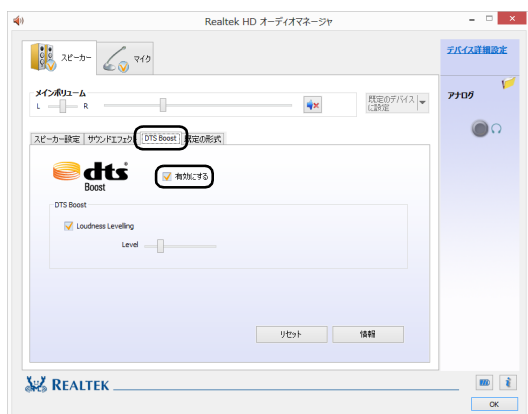 Realtek HD オーディオマネージャ
スピーカー
マイク
デバイス詳細設定
メインボリューム
L
R
既定のデバイス
に設定
アナログ
スピーカー設定
サウンドエフェクト
DTS Boost
既定の形式
dts
Boost
有効にする
DTS Boost
Loudness Levelling
Level
リセット
情報
REALTEK
OK